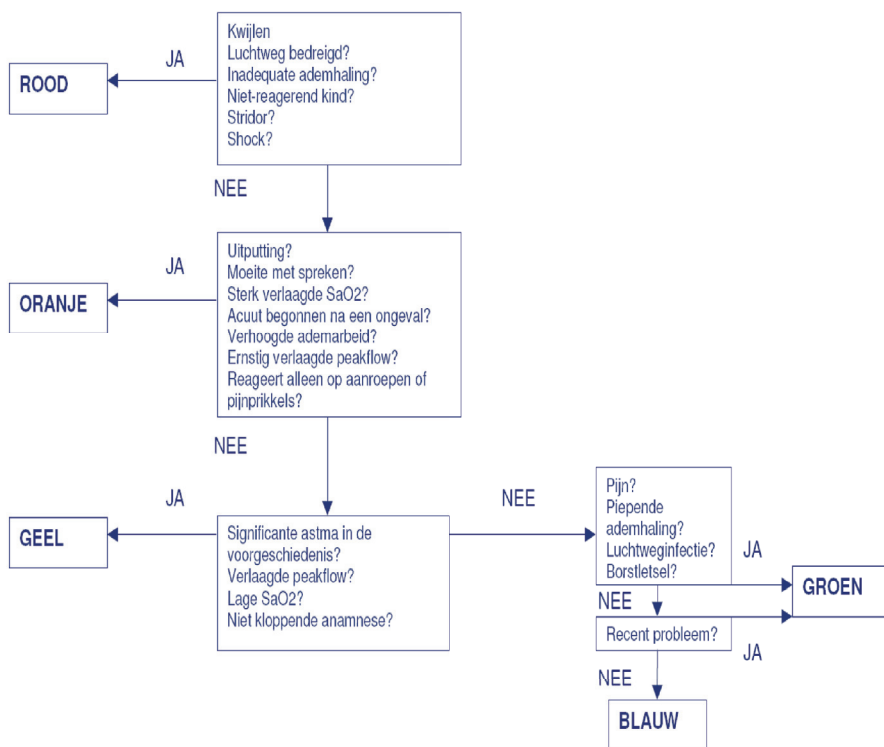 Kwijlen
Luchtweg bedreigd?
Inadequate ademhaling?
Niet-reagerend kind?
Stridor?
Shock?
JA
ROOD
NEE
Uitputting?
Moeite met spreken?
Sterk verlaagde SaO2?
Acuut begonnen na een ongeval?
Verhoogde ademarbeid?
Ernstig verlaagde peakflow?
Reageert alleen op aanroepen of
pijnprikkels?
JA
ORANJE
NEE
Significante astma in de
voorgeschiedenis?
Verlaagde peakflow?
Lage SaO2?
Niet kloppende anamnese?
JA
GEEL
NEE
Pijn?
Piepende
ademhaling?
Luchtweginfectie?
Borstletsel?
JA
GROEN
NEE
Recent probleem?
JA
NEE
BLAUW